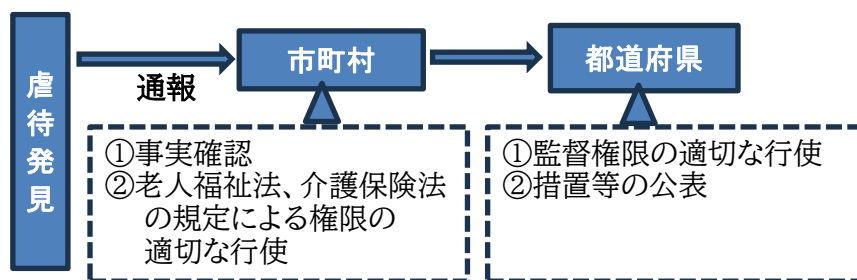 虐待発見
通報
市町村
都道府県
①事実確認
②老人福祉法、介護保険法
の規定による権限の
適切な行使
①監督権限の適切な行使
②措置等の公表